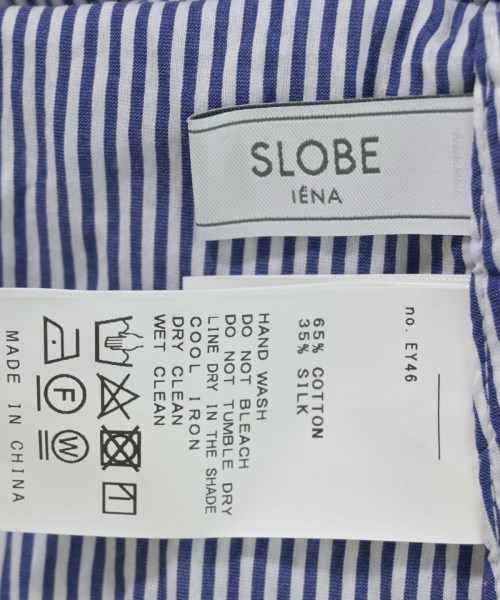 SLOBE
IÉNA
no. EY46
65% COTTON
35% SILK
HAND WASH
DO NOT BLEACH
DO NOT TUMBLE DRY
LINE DRY IN THE SHADE
COOL IRON
DRY CLEAN
WET CLEAN
F
W
MADE IN CHINA